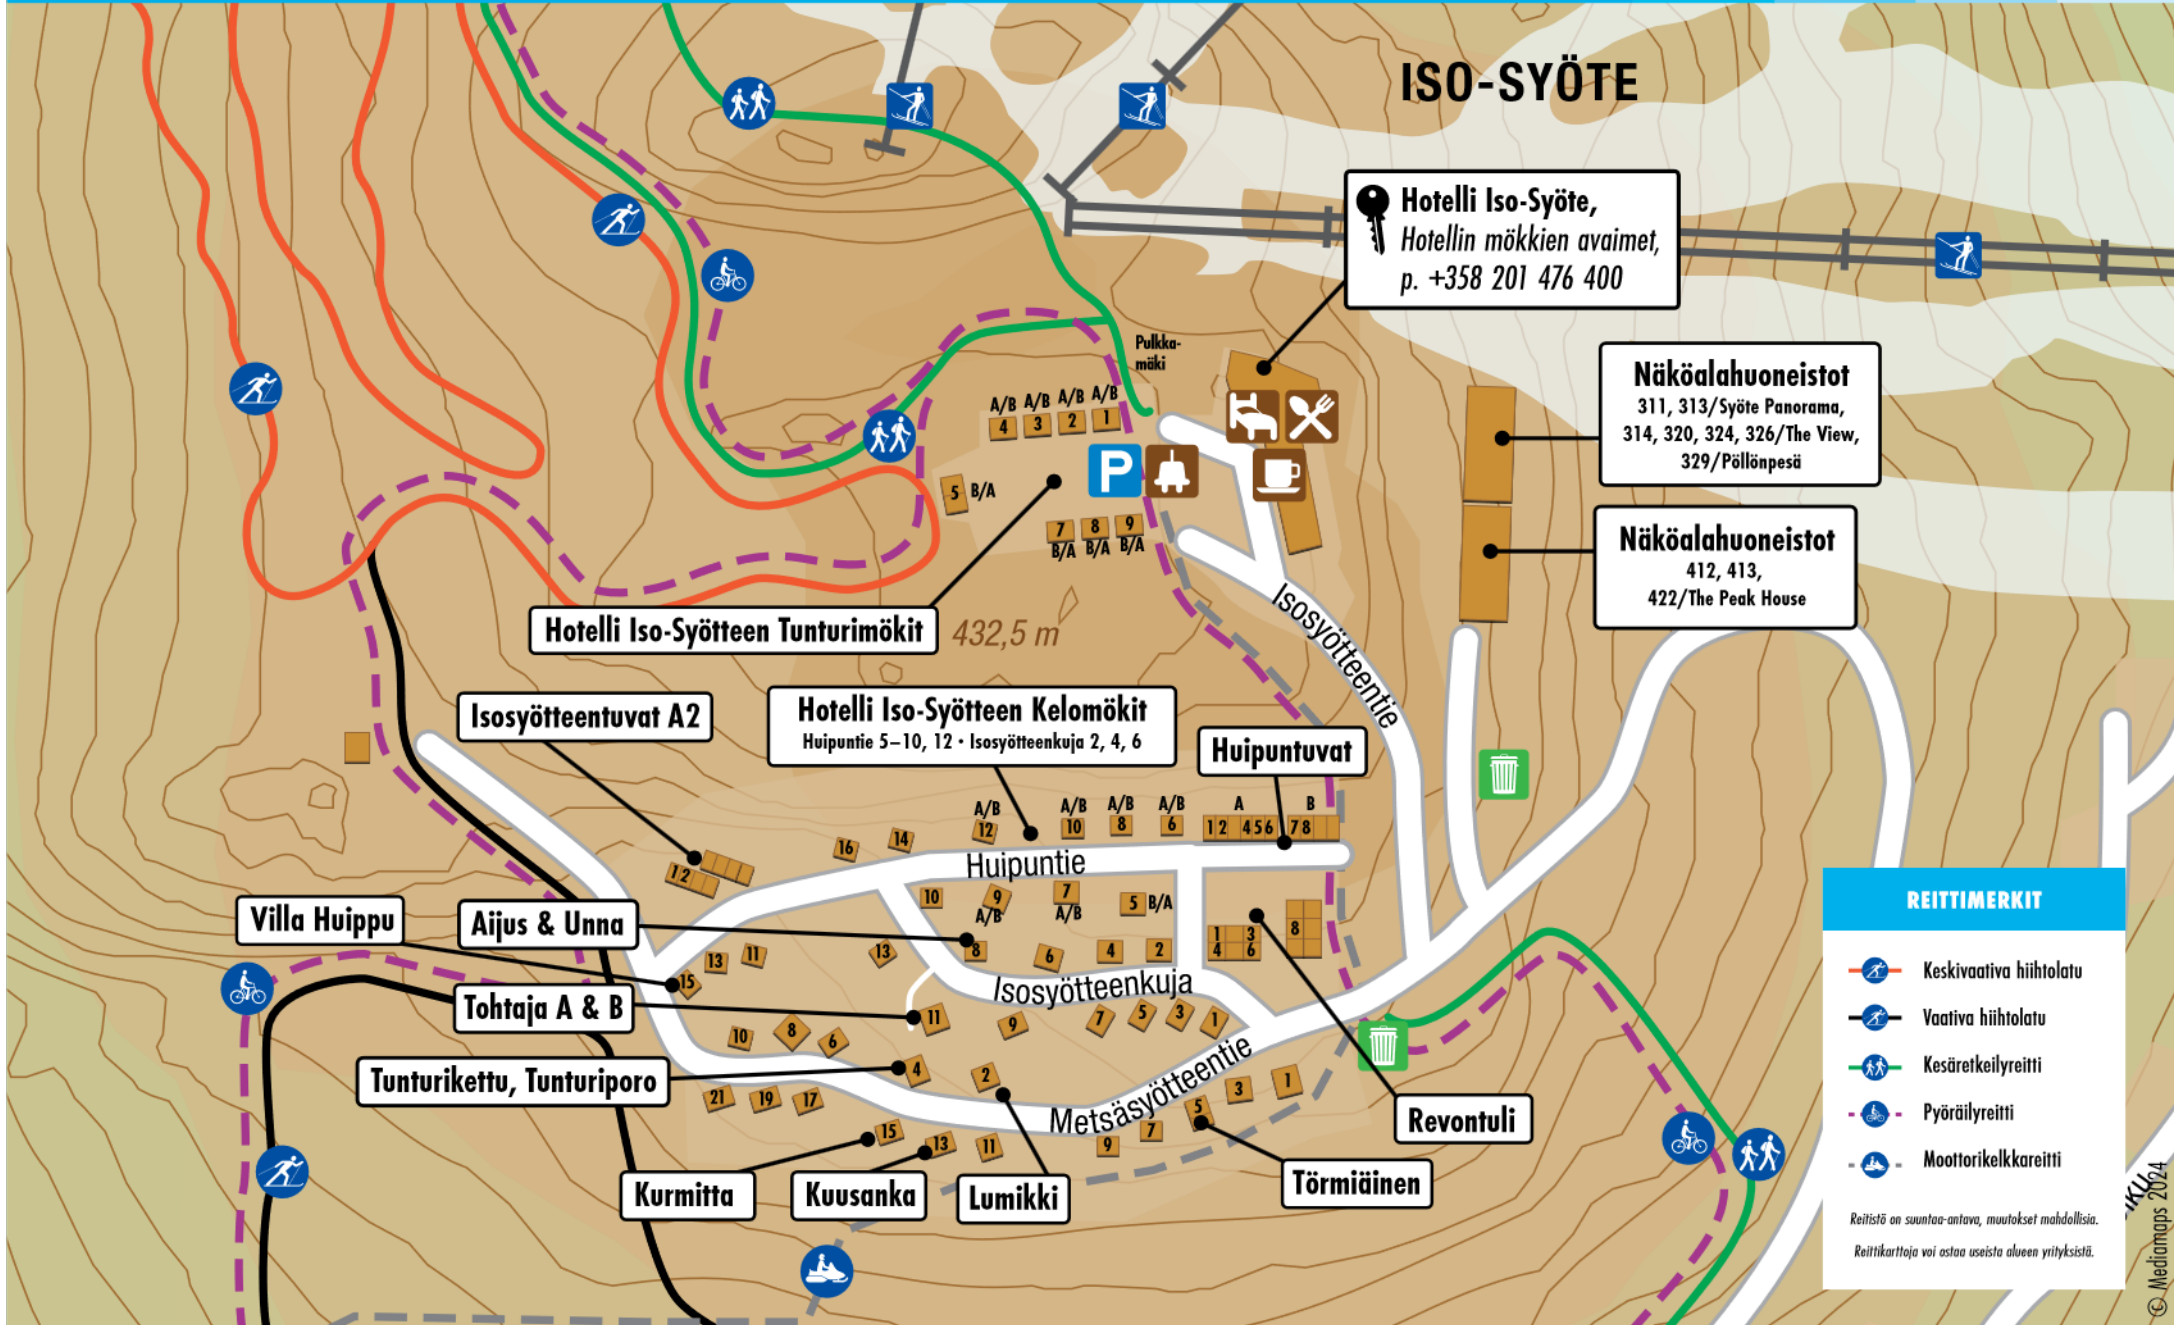 ISO-SYÖTE
Hotelli Iso-Syöte,
Hotellin mökkien avaimet,
p. +358 201 476 400
Pulkka-
mäki
Näköalahuoneistot
311, 313/Syöte Panorama,
314, 320, 324, 326/The View,
329/Pöllönpesä
A/B A/B A/B A/B
4 3 2 1
P
5 B/A
7 8 9
B/A B/A B/A
Näköalahuoneistot
412, 413,
422/The Peak House
Hotelli Iso-Syötteen Tunturimökit
432,5 m
Isosyötteentie
Isosyötteentuvat A2
Hotelli Iso-Syötteen Kelomökit
Huipuntie 5–10, 12 • Isosyötteenkuja 2, 4, 6
Huipuntuvat
A/B A/B A/B A/B A B
16 14 12 10 8 6 1 2 4 5 6 7 8
Huipuntie
1 2
10 9 7 5 B/A
A/B A/B
Villa Huippu
Aijus & Unna
15 13 11 13 8 6 4 2
1 3 8
4 6
Isosyötteenkuja
Tohtaja A & B
11 9 7 5 3 1
10 8 6
Metsäsyötteentie
Tunturikettu, Tunturiporo
4 2
21 19 17
5 3 1
15 13 11 9 7
Revontuli
Törmiäinen
Kurmitta
Kuusanka
Lumikki
REITTIMERKIT
Keskivaativa hiihtolatu
Vaativa hiihtolatu
Kesäretkeilyreitti
Pyöräilyreitti
Moottorikelkkareitti
Reitistö on suuntaa-antava, muutokset mahdollisia.
Reittikarttoja voi ostaa useista alueen yrityksistä.
© Mediamaps 2024